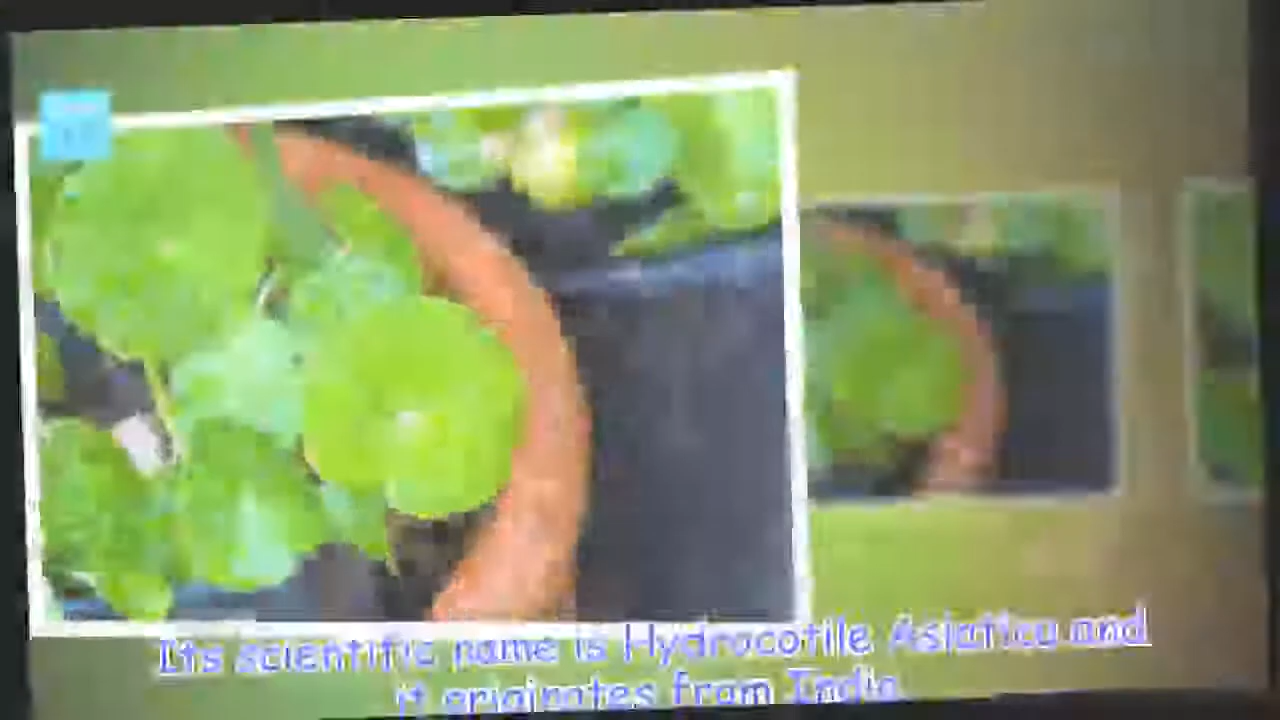 Its scientific name is Hydrocotile Asiatica and
it originates from India